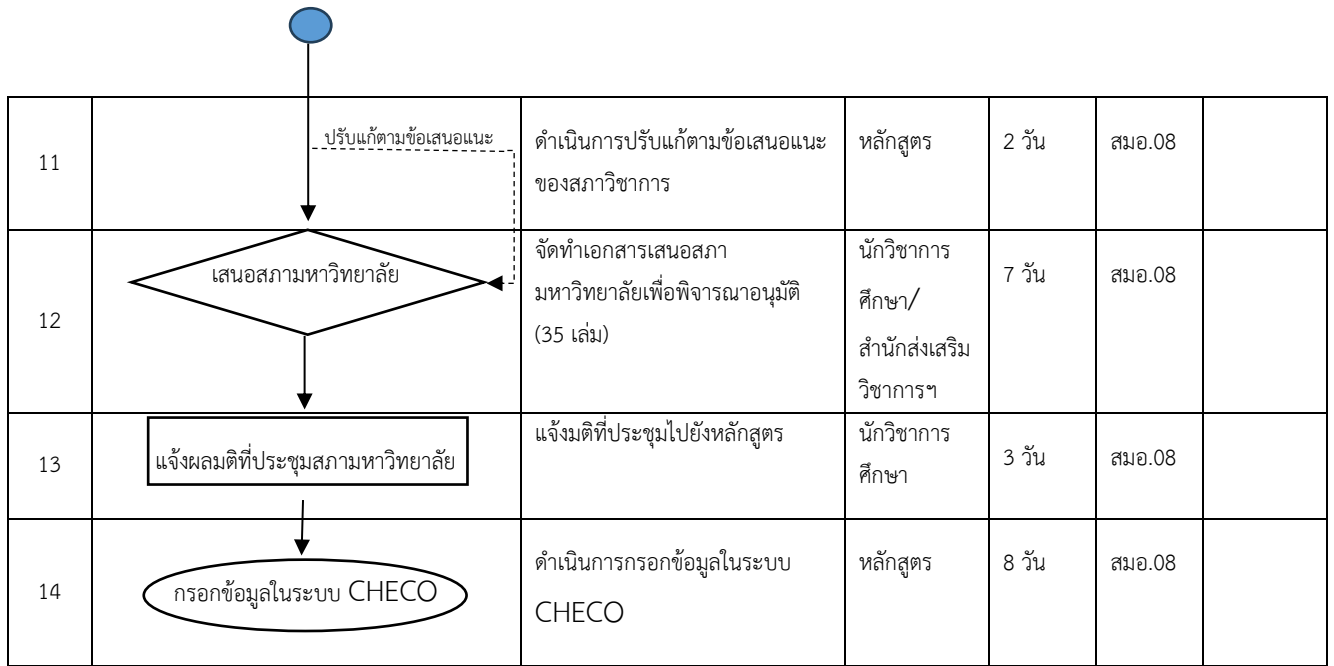 11
ปรับแก้ตามข้อเสนอแนะ
ดำเนินการปรับแก้ตามข้อเสนอแนะ
ของสภาวิชาการ
หลักสูตร
2 วัน
สมอ.08
12
เสนอสภามหาวิทยาลัย
จัดทำเอกสารเสนอสภา
มหาวิทยาลัยเพื่อพิจารณาอนุมัติ
(35 เล่ม)
นักวิชาการ
ศึกษา/
สำนักส่งเสริม
วิชาการฯ
7 วัน
สมอ.08
13
แจ้งผลมติที่ประชุมสภามหาวิทยาลัย
แจ้งมติที่ประชุมไปยังหลักสูตร
นักวิชาการ
ศึกษา
3 วัน
สมอ.08
14
กรอกข้อมูลในระบบ CHECO
ดำเนินการกรอกข้อมูลในระบบ
CHECO
หลักสูตร
8 วัน
สมอ.08